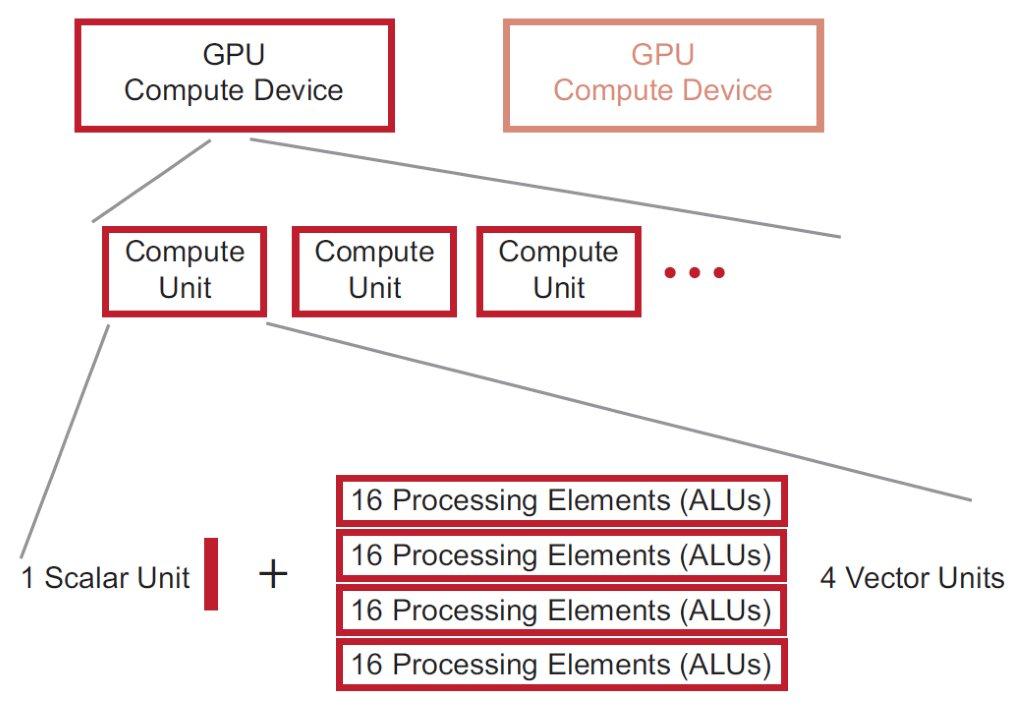 GPU
Compute Device
GPU
Compute Device
Compute
Unit
Compute
Unit
Compute
Unit
1 Scalar Unit
+
16 Processing Elements (ALUs)
16 Processing Elements (ALUs)
16 Processing Elements (ALUs)
16 Processing Elements (ALUs)
4 Vector Units